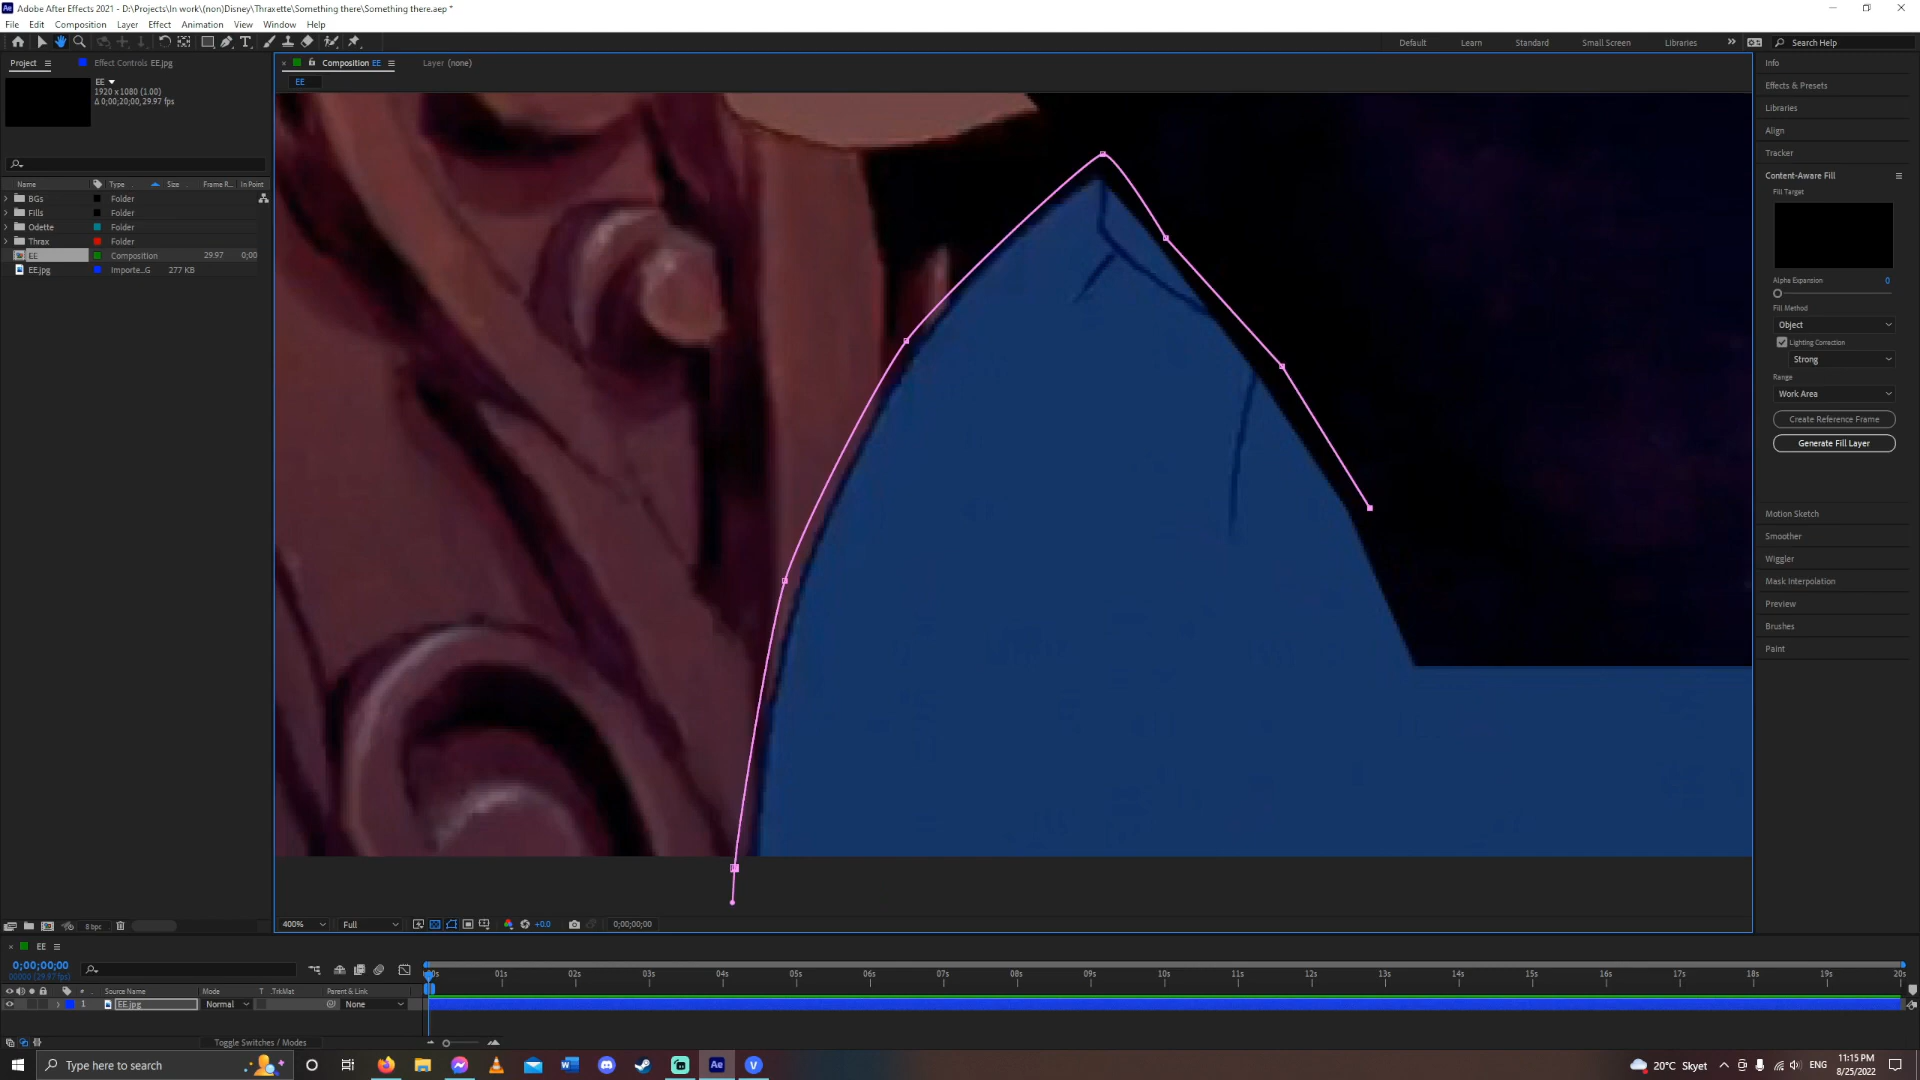 Adobe After Effects 2021 - D:\Projects\In work\(non)Disney\Thraxette\Something there\Something there.aep *
File Edit Composition Layer Effect Animation View Window Help
Default Learn Standard Small Screen Libraries Search Help
Project Effect Controls EE.jpg
Composition EE Layer (none)
EE
EE
1920 x 1080 (1.00)
Δ 0;00;20;00, 29.97 fps
Name Type Size Frame R... In Point
BGs Folder
Fills Folder
Odette Folder
Thrax Folder
EE Composition 29.97 0;00
EE.jpg Importe...G 277 KB
Info
Effects & Presets
Libraries
Align
Tracker
Content-Aware Fill
Fill Target
Alpha Expansion 0
Fill Method
Object
Lighting Correction
Strong
Range
Work Area
Create Reference Frame
Generate Fill Layer
Motion Sketch
Smoother
Wiggler
Mask Interpolation
Preview
Brushes
Paint
8 bpc
400% Full +0.0 0;00;00;00
EE
0;00;00;00
00000 (29.97 fps)
:00s 01s 02s 03s 04s 05s 06s 07s 08s 09s 10s 11s 12s 13s 14s 15s 16s 17s 18s 19s 20s
# Source Name Mode T .TrkMat Parent & Link
1 EE.jpg Normal None
Toggle Switches / Modes
Type here to search
20°C Skyet ENG 11:15 PM
8/25/2022